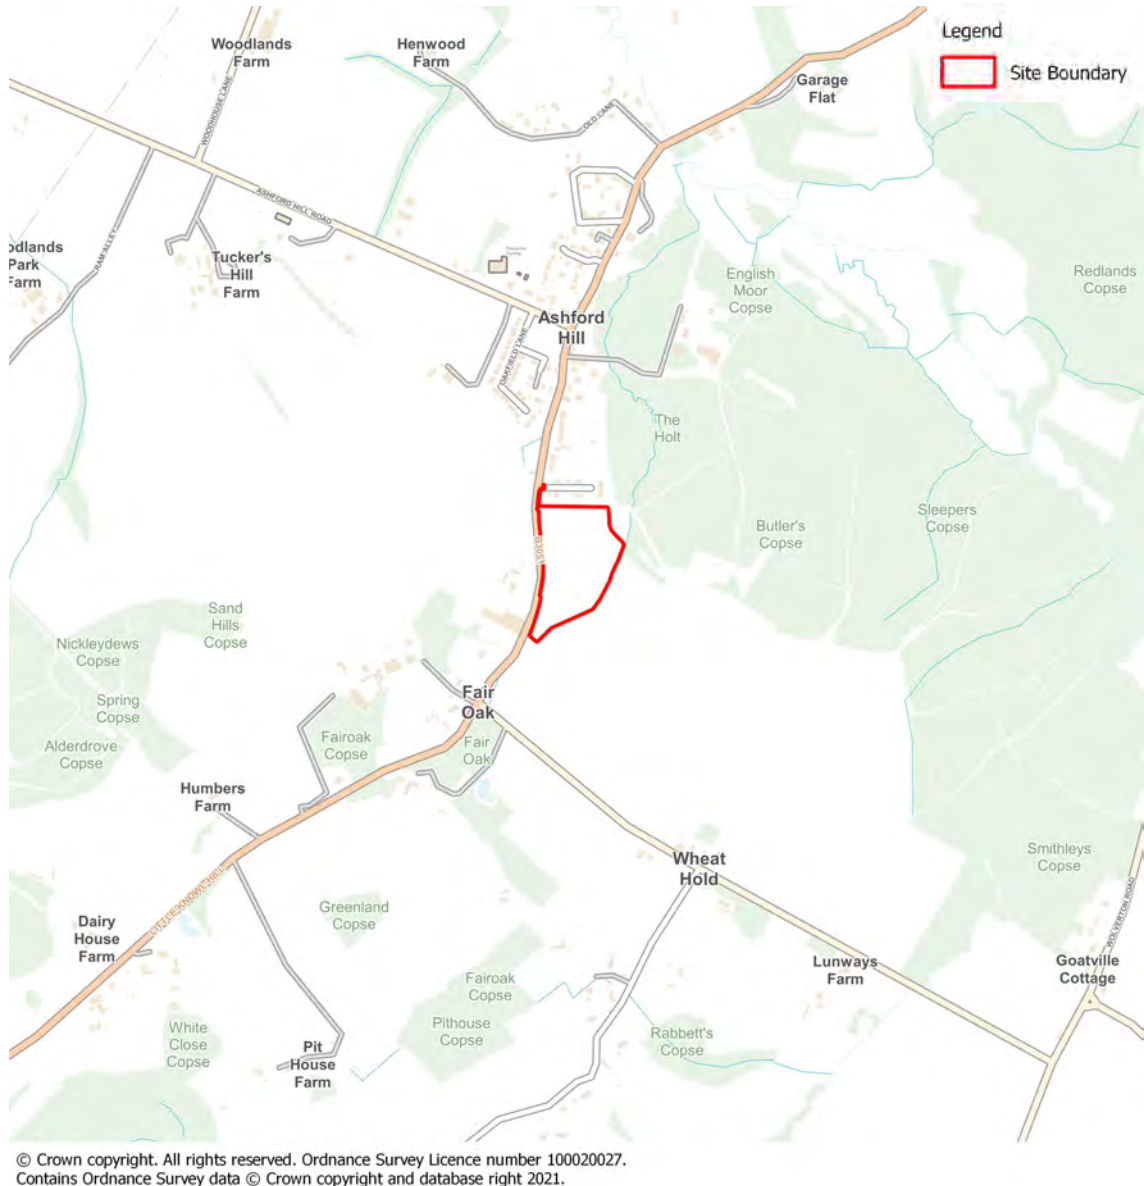 Woodlands
Farm
Henwood
Farm
Legend
Site Boundary
Garage
Flat
WOODHOUSE LANE
OLD LANE
ASHFORD HILL ROAD
RAM ALLEY
odlands
Park
Farm
Tucker's
Hill
Farm
English
Moor
Copse
Redlands
Copse
Ashford
Hill
OAKFIELD LANE
The
Holt
Sleepers
Copse
Butler's
Copse
B3051
Sand
Hills
Copse
Nickleydews
Copse
Spring
Copse
Alderdrove
Copse
Fair
Oak
Fairoak
Copse
Fair
Oak
Humbers
Farm
LITTLE KNOWL HILL
Wheat
Hold
Smithleys
Copse
WOLVERTON ROAD
Greenland
Copse
Dairy
House
Farm
Lunways
Farm
Goatville
Cottage
Fairoak
Copse
Pithouse
Copse
White
Close
Copse
Rabbett's
Copse
Pit
House
Farm
© Crown copyright. All rights reserved. Ordnance Survey Licence number 100020027.
Contains Ordnance Survey data © Crown copyright and database right 2021.